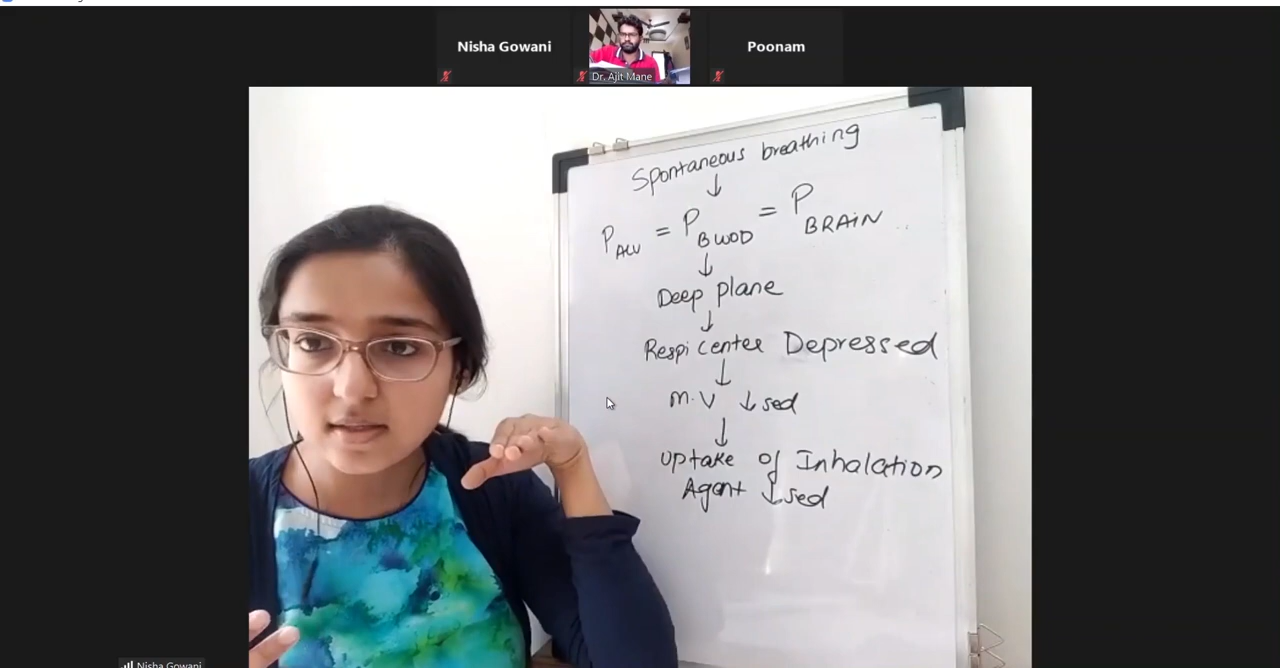 Nisha Gowani
Poonam
Dr. Ajit Mane
Spontaneous breathing
↓
P ALV = P BLOOD = P BRAIN
↓
Deep plane
↓
Respi center Depressed
↓
M.V ↓sed
↓
Uptake of Inhalation
Agent ↓sed
Nisha Gowani